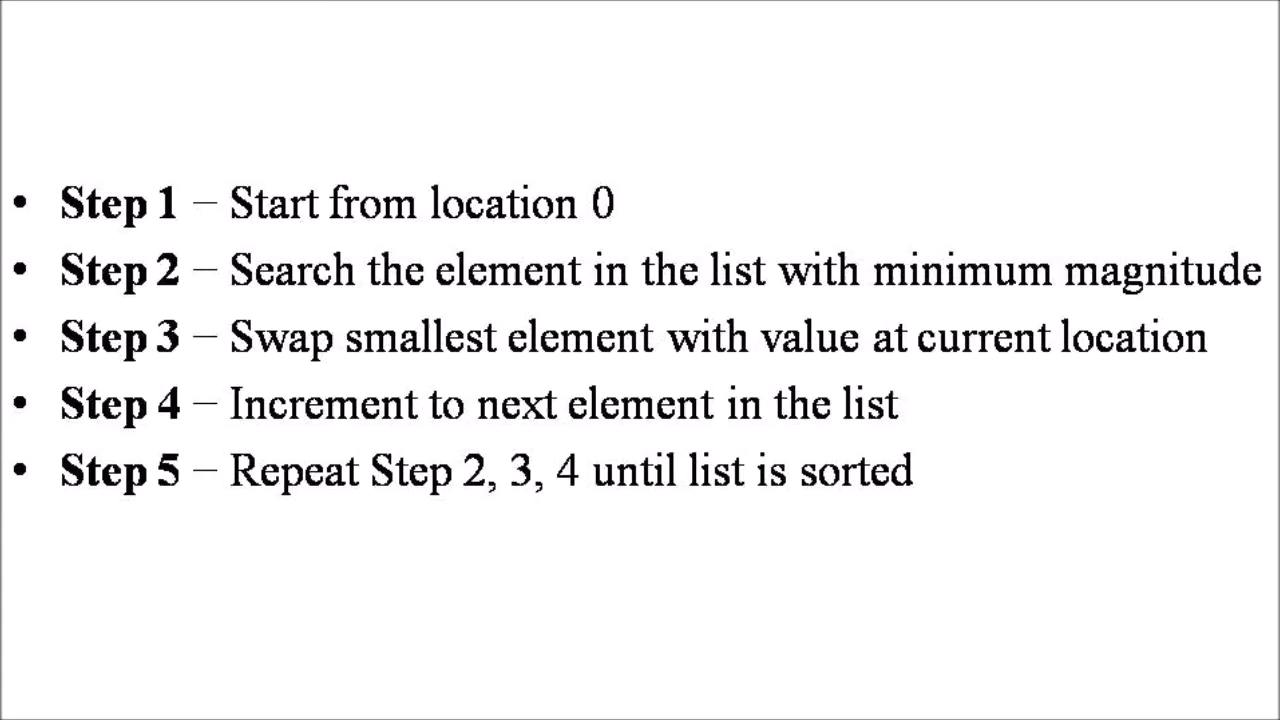 • Step 1 – Start from location 0
• Step 2 – Search the element in the list with minimum magnitude
• Step 3 – Swap smallest element with value at current location
• Step 4 – Increment to next element in the list
• Step 5 – Repeat Step 2, 3, 4 until list is sorted